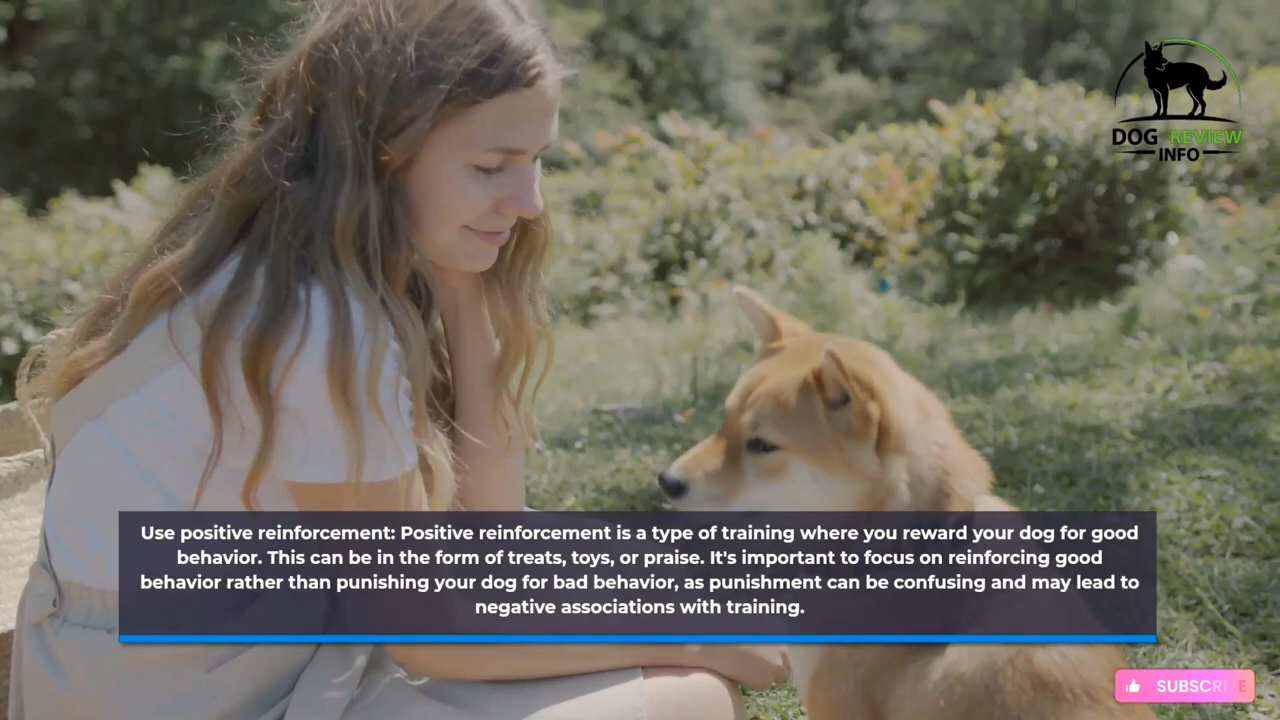 DOG REVIEW
INFO
Use positive reinforcement: Positive reinforcement is a type of training where you reward your dog for good
behavior. This can be in the form of treats, toys, or praise. It's important to focus on reinforcing good
behavior rather than punishing your dog for bad behavior, as punishment can be confusing and may lead to
negative associations with training.
SUBSCRIBE